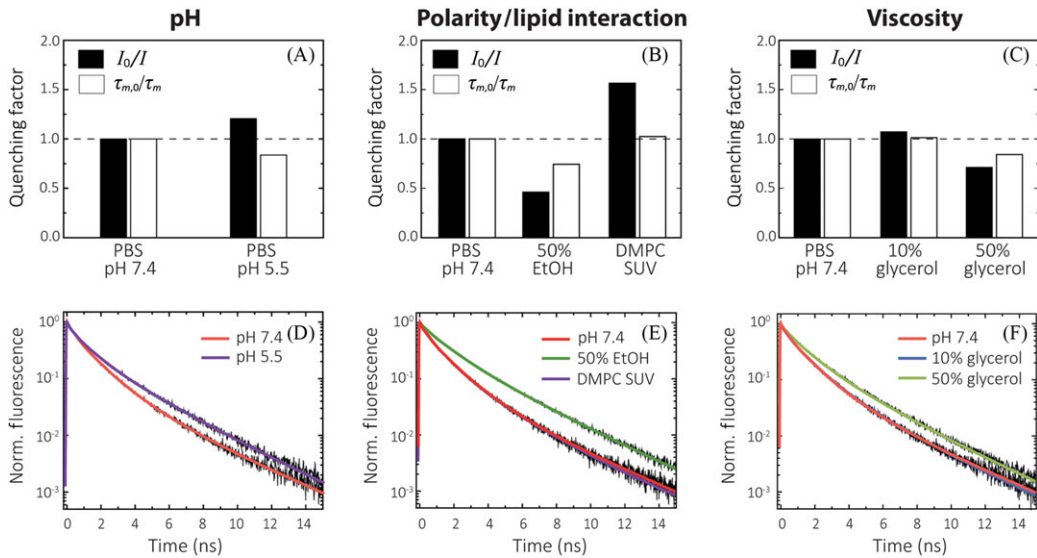 pH
Polarity/lipid interaction
Viscosity
Quenching factor
2.0
1.5
1.0
0.5
0.0
(A)
I₀/I
τm,0/τm
PBS
pH 7.4
PBS
pH 5.5
Quenching factor
2.0
1.5
1.0
0.5
0.0
(B)
I₀/I
τm,0/τm
PBS
pH 7.4
50%
EtOH
DMPC
SUV
Quenching factor
2.0
1.5
1.0
0.5
0.0
(C)
I₀/I
τm,0/τm
PBS
pH 7.4
10%
glycerol
50%
glycerol
Norm. fluorescence
10⁰
10⁻¹
10⁻²
10⁻³
(D)
pH 7.4
pH 5.5
0 2 4 6 8 10 12 14
Time (ns)
Norm. fluorescence
10⁰
10⁻¹
10⁻²
10⁻³
(E)
pH 7.4
50% EtOH
DMPC SUV
0 2 4 6 8 10 12 14
Time (ns)
Norm. fluorescence
10⁰
10⁻¹
10⁻²
10⁻³
(F)
pH 7.4
10% glycerol
50% glycerol
0 2 4 6 8 10 12 14
Time (ns)